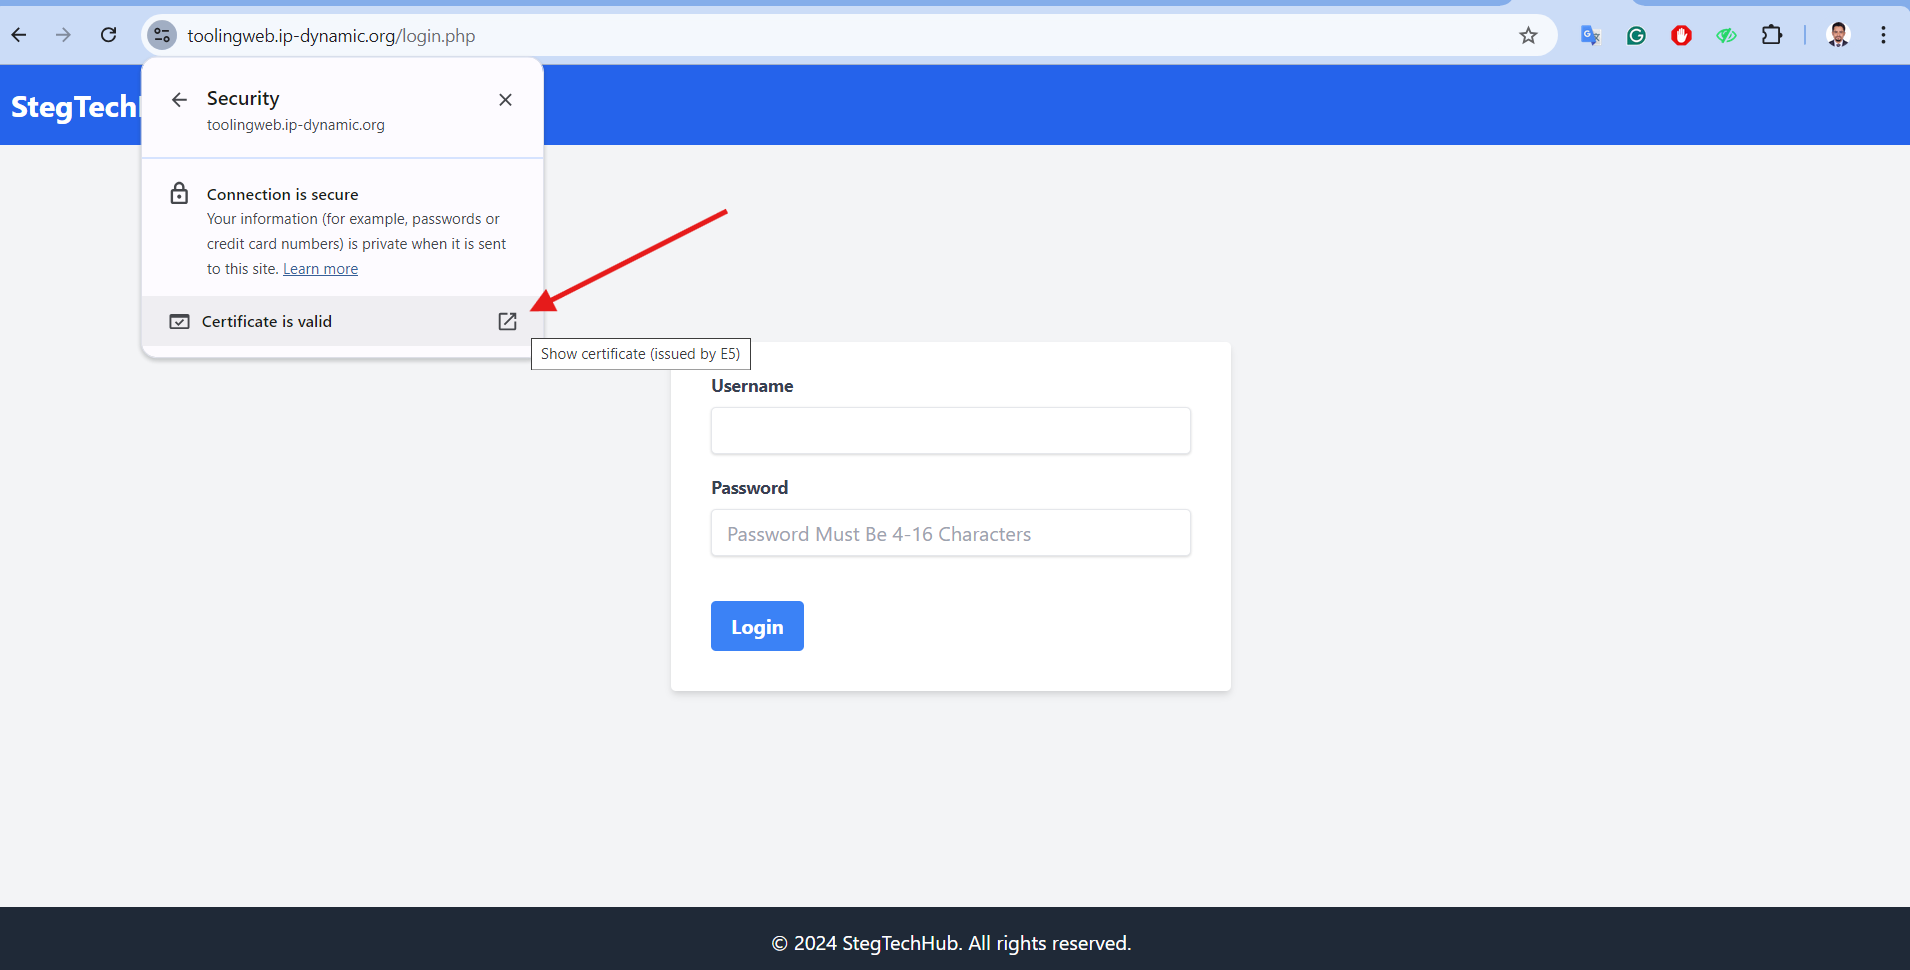 toolingweb.ip-dynamic.org/login.php
StegTech
Security
toolingweb.ip-dynamic.org
Connection is secure
Your information (for example, passwords or
credit card numbers) is private when it is sent
to this site. Learn more
Certificate is valid
Show certificate (issued by E5)
Username
Password
Password Must Be 4-16 Characters
Login
© 2024 StegTechHub. All rights reserved.